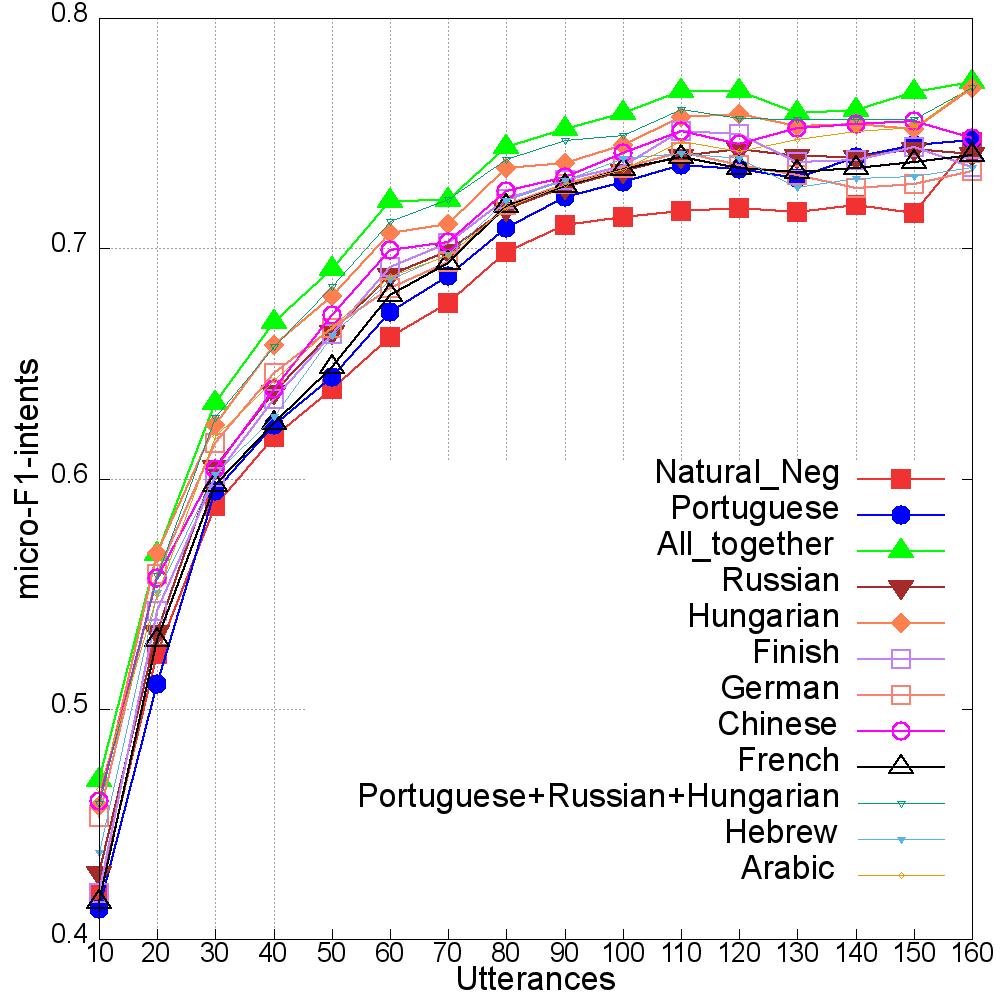 0.8
0.7
0.6
0.5
0.4
micro-F1-intents
Natural_Neg
Portuguese
All_together
Russian
Hungarian
Finish
German
Chinese
French
Portuguese+Russian+Hungarian
Hebrew
Arabic
10 20 30 40 50 60 70 80 90 100 110 120 130 140 150 160
Utterances